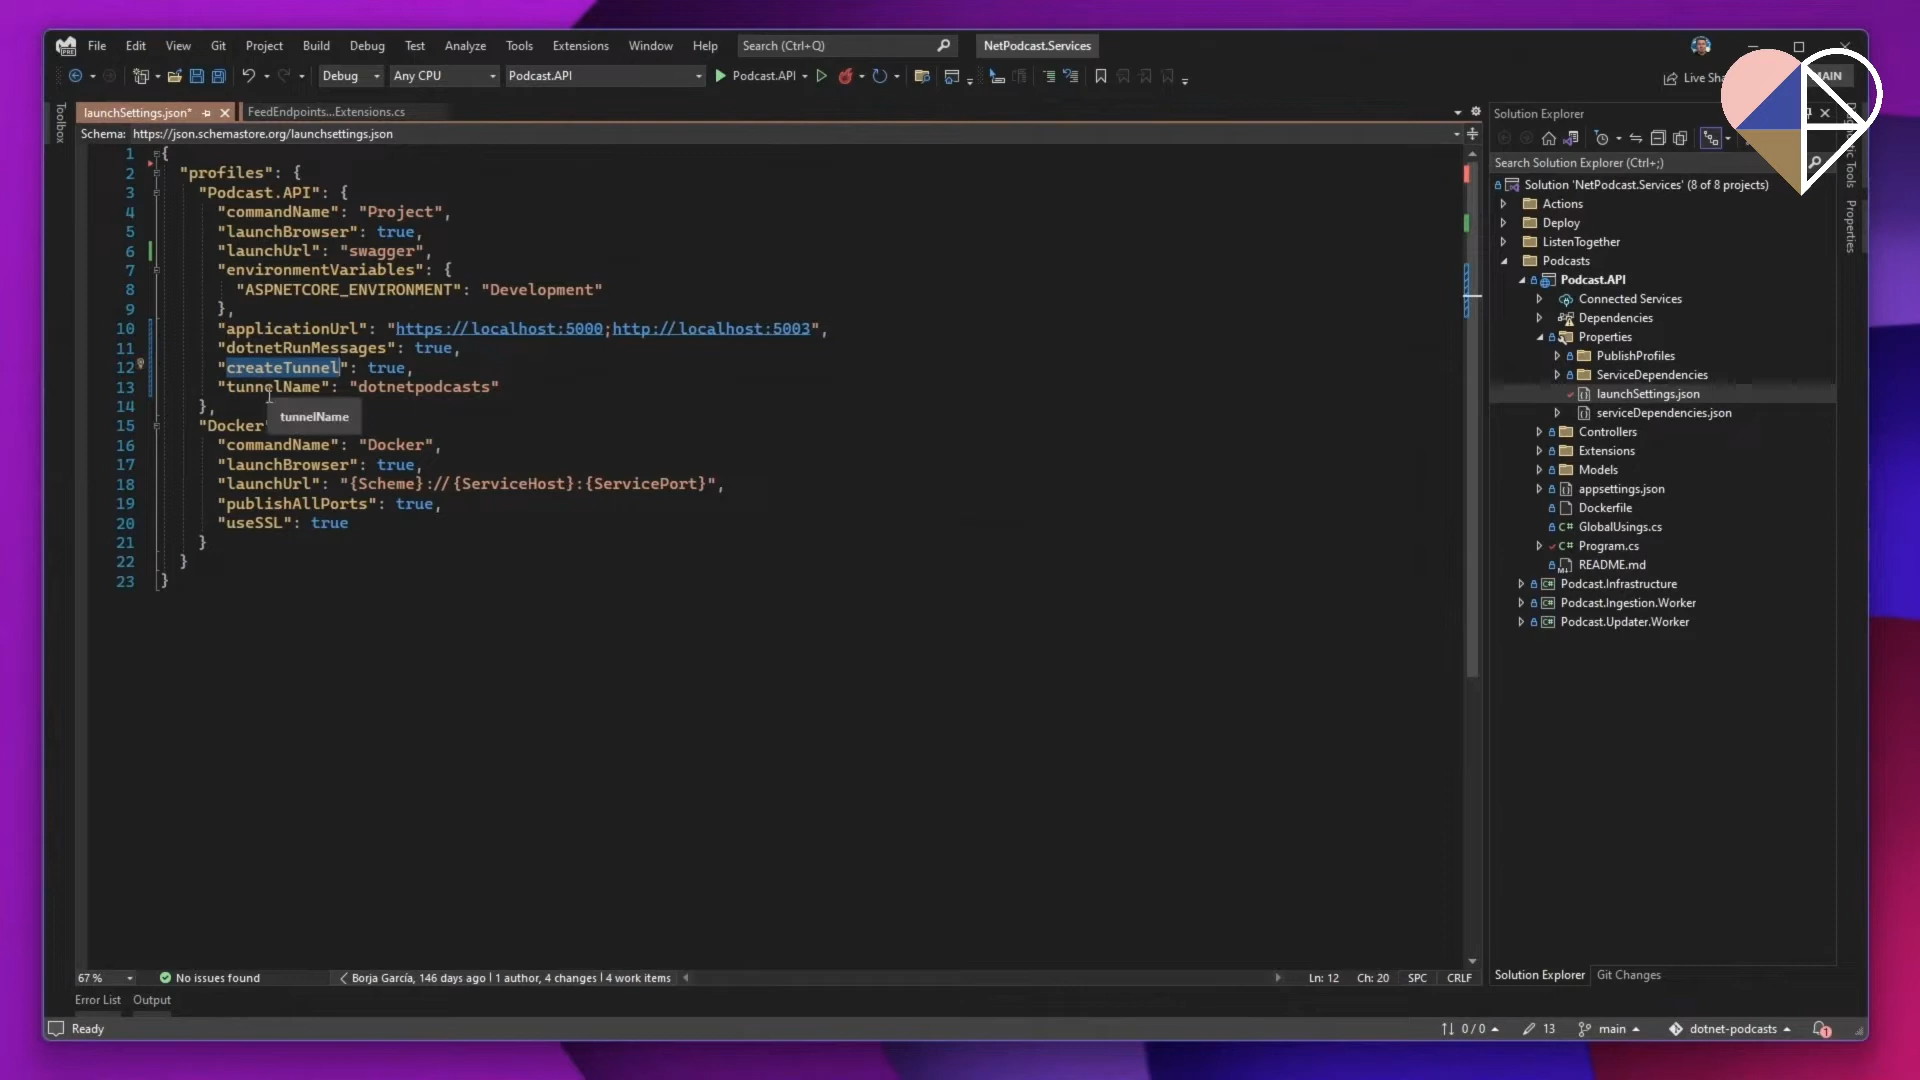 File Edit View Git Project Build Debug Test Analyze Tools Extensions Window Help Search (Ctrl+Q) NetPodcast.Services
Debug Any CPU Podcast.API Podcast.API Live MAIN
Toolbox
launchSettings.json* FeedEndpoints...Extensions.cs
Schema: https://json.schemastore.org/launchsettings.json
1 {
2 "profiles": {
3 "Podcast.API": {
4 "commandName": "Project",
5 "launchBrowser": true,
6 "launchUrl": "swagger",
7 "environmentVariables": {
8 "ASPNETCORE_ENVIRONMENT": "Development"
9 },
10 "applicationUrl": "https://localhost:5000;http://localhost:5003",
11 "dotnetRunMessages": true,
12 "createTunnel": true,
13 "tunnelName": "dotnetpodcasts"
14 },
tunnelName
15 "Docker"
16 "commandName": "Docker",
17 "launchBrowser": true,
18 "launchUrl": "{Scheme}://{ServiceHost}:{ServicePort}",
19 "publishAllPorts": true,
20 "useSSL": true
21 }
22 }
23 }
67 % No issues found Borja García, 146 days ago | 1 author, 4 changes | 4 work items Ln: 12 Ch: 20 SPC CRLF
Error List Output
Solution Explorer
Search Solution Explorer (Ctrl+;)
Solution 'NetPodcast.Services' (8 of 8 projects)
Actions
Deploy
ListenTogether
Podcasts
Podcast.API
Connected Services
Dependencies
Properties
PublishProfiles
ServiceDependencies
launchSettings.json
serviceDependencies.json
Controllers
Extensions
Models
appsettings.json
Dockerfile
GlobalUsings.cs
Program.cs
README.md
Podcast.Infrastructure
Podcast.Ingestion.Worker
Podcast.Updater.Worker
Solution Explorer Git Changes
Tools
Properties
Ready 0 / 0 13 main dotnet-podcasts 1